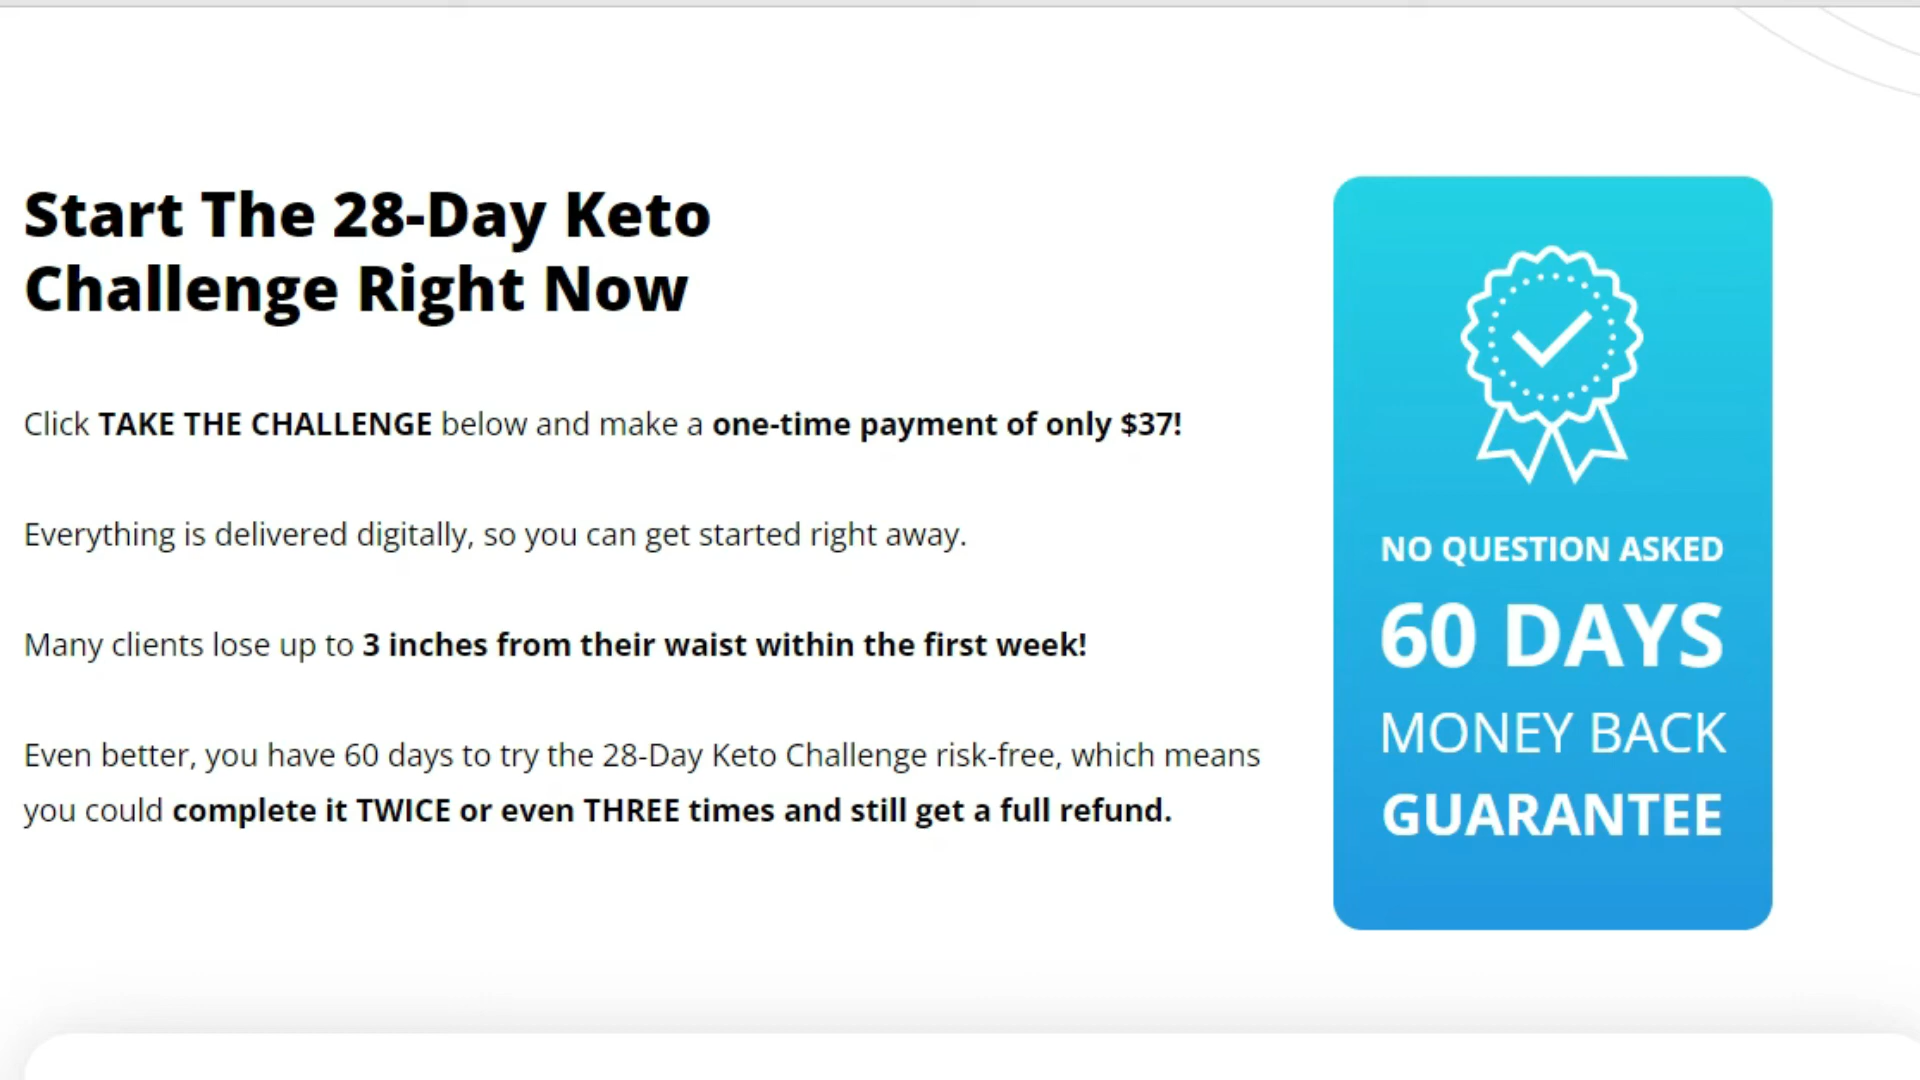 Start The 28-Day Keto
Challenge Right Now
Click TAKE THE CHALLENGE below and make a one-time payment of only $37!
Everything is delivered digitally, so you can get started right away.
Many clients lose up to 3 inches from their waist within the first week!
Even better, you have 60 days to try the 28-Day Keto Challenge risk-free, which means
you could complete it TWICE or even THREE times and still get a full refund.
NO QUESTION ASKED
60 DAYS
MONEY BACK
GUARANTEE